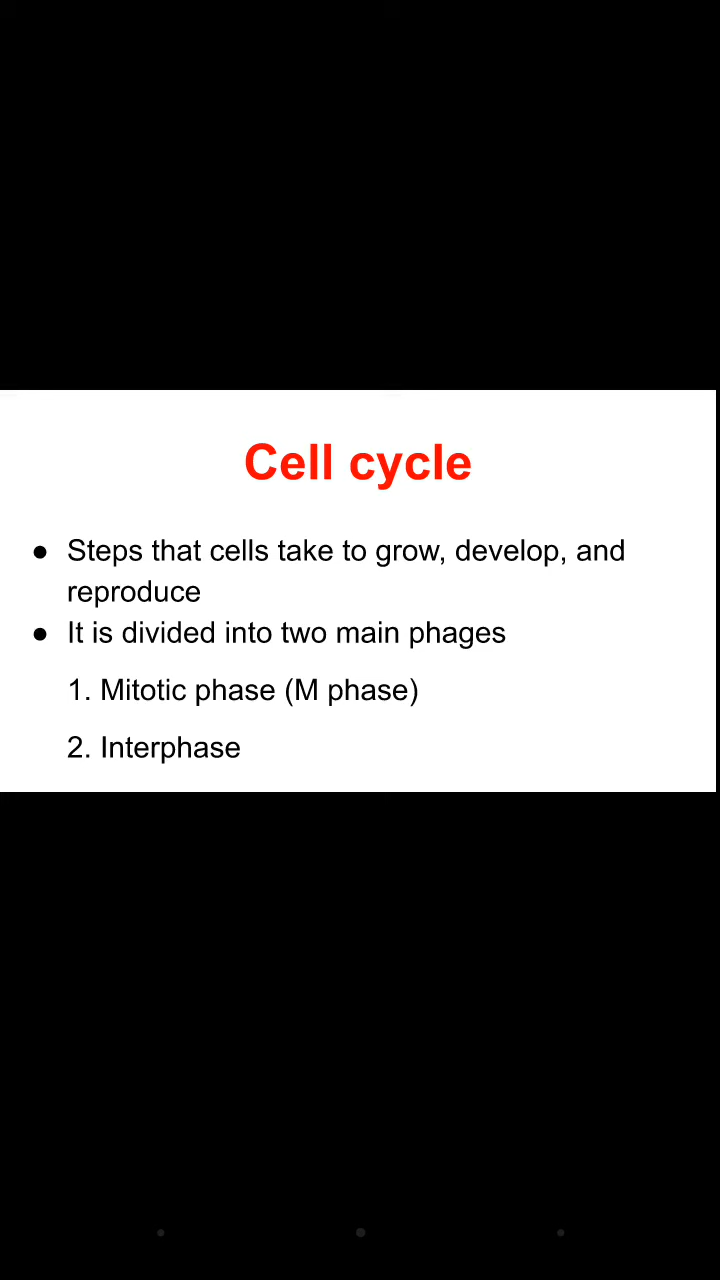 Cell cycle
● Steps that cells take to grow, develop, and
reproduce
● It is divided into two main phages
1. Mitotic phase (M phase)
2. Interphase